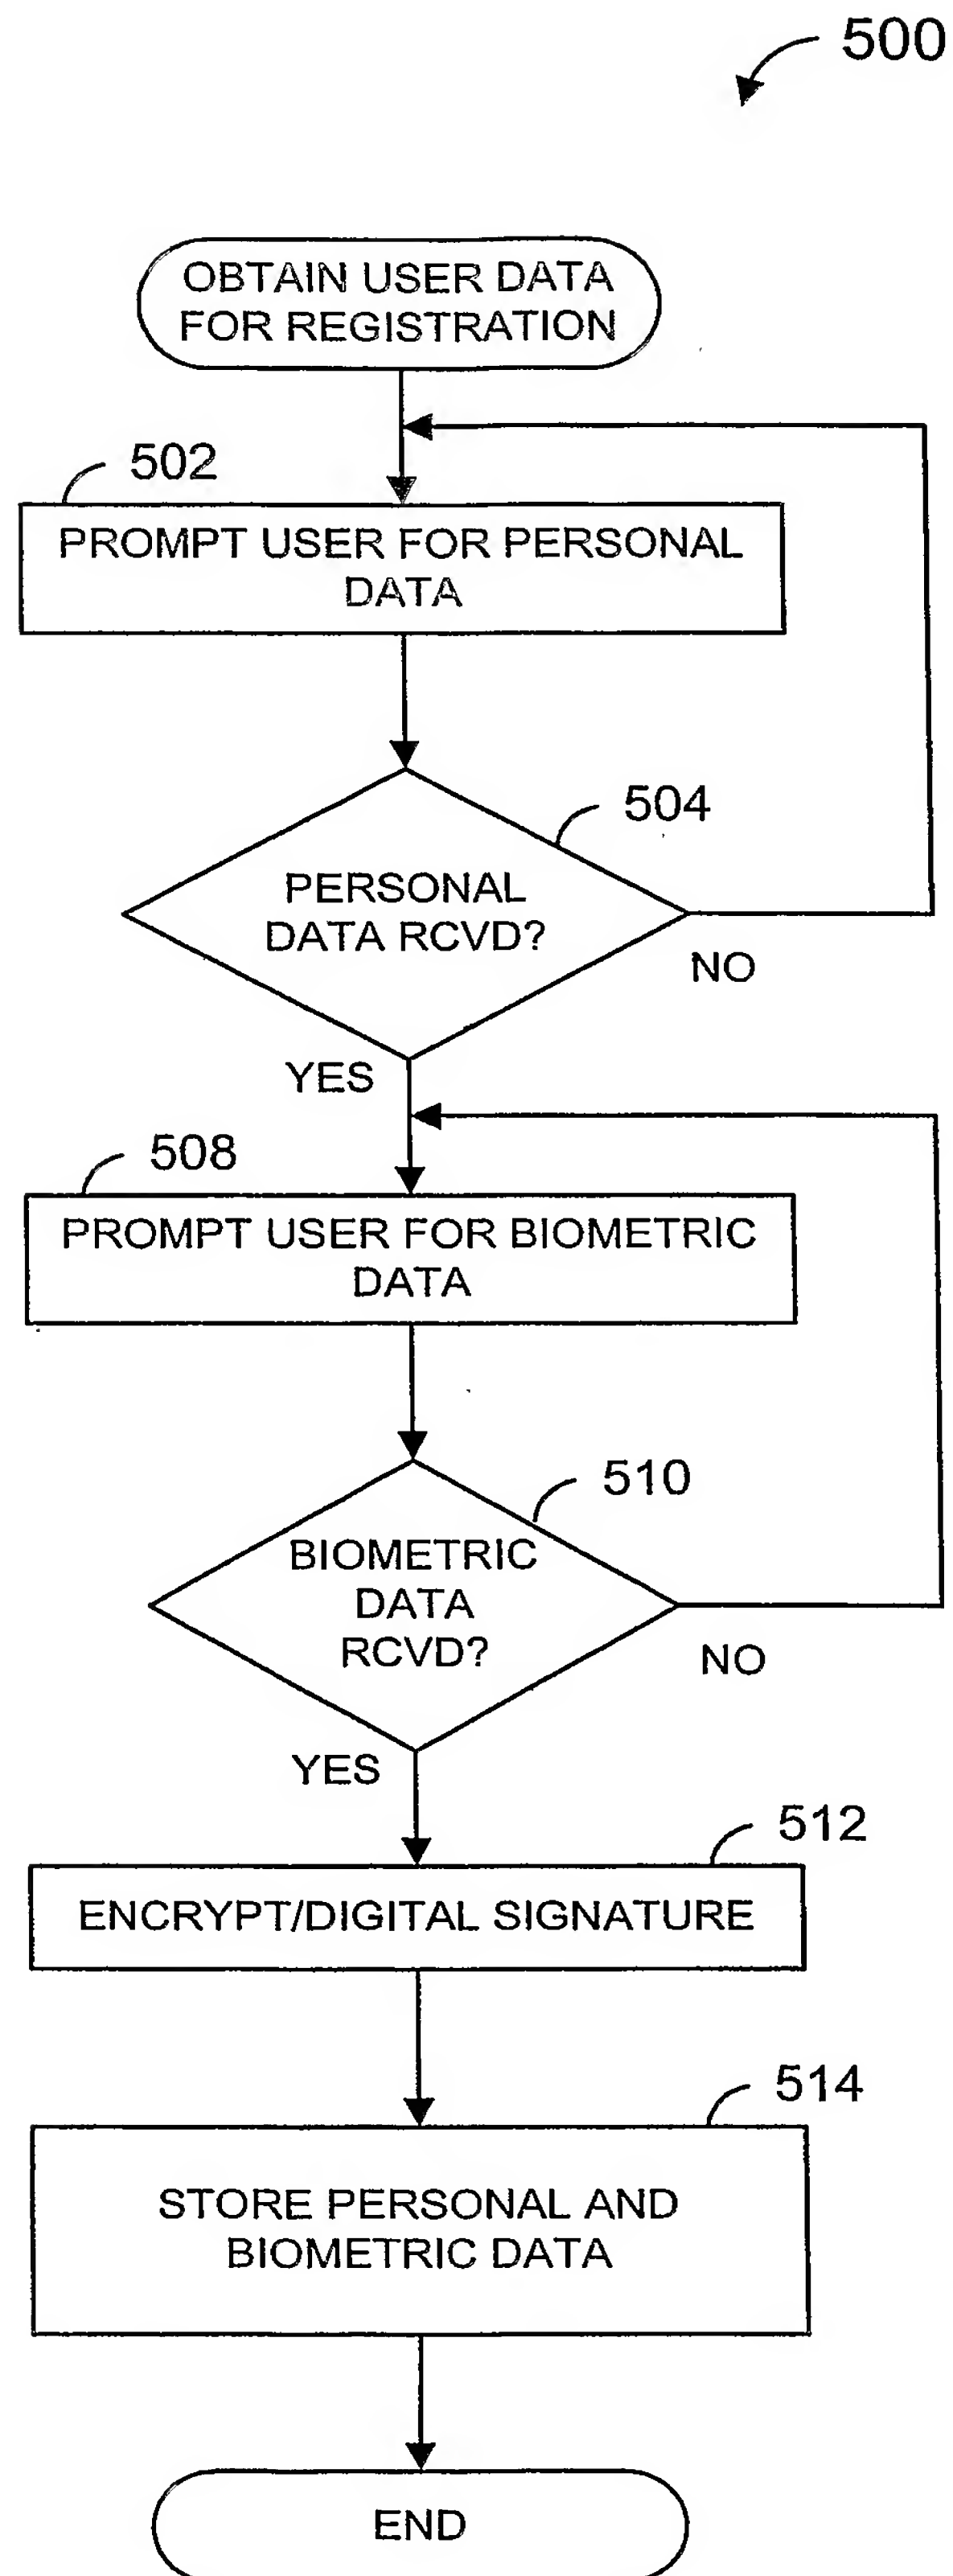 500
OBTAIN USER DATA
FOR REGISTRATION
502
PROMPT USER FOR PERSONAL
DATA
504
PERSONAL
DATA RCVD?
NO
YES
508
PROMPT USER FOR BIOMETRIC
DATA
510
BIOMETRIC
DATA
RCVD?
NO
YES
512
ENCRYPT/DIGITAL SIGNATURE
514
STORE PERSONAL AND
BIOMETRIC DATA
END